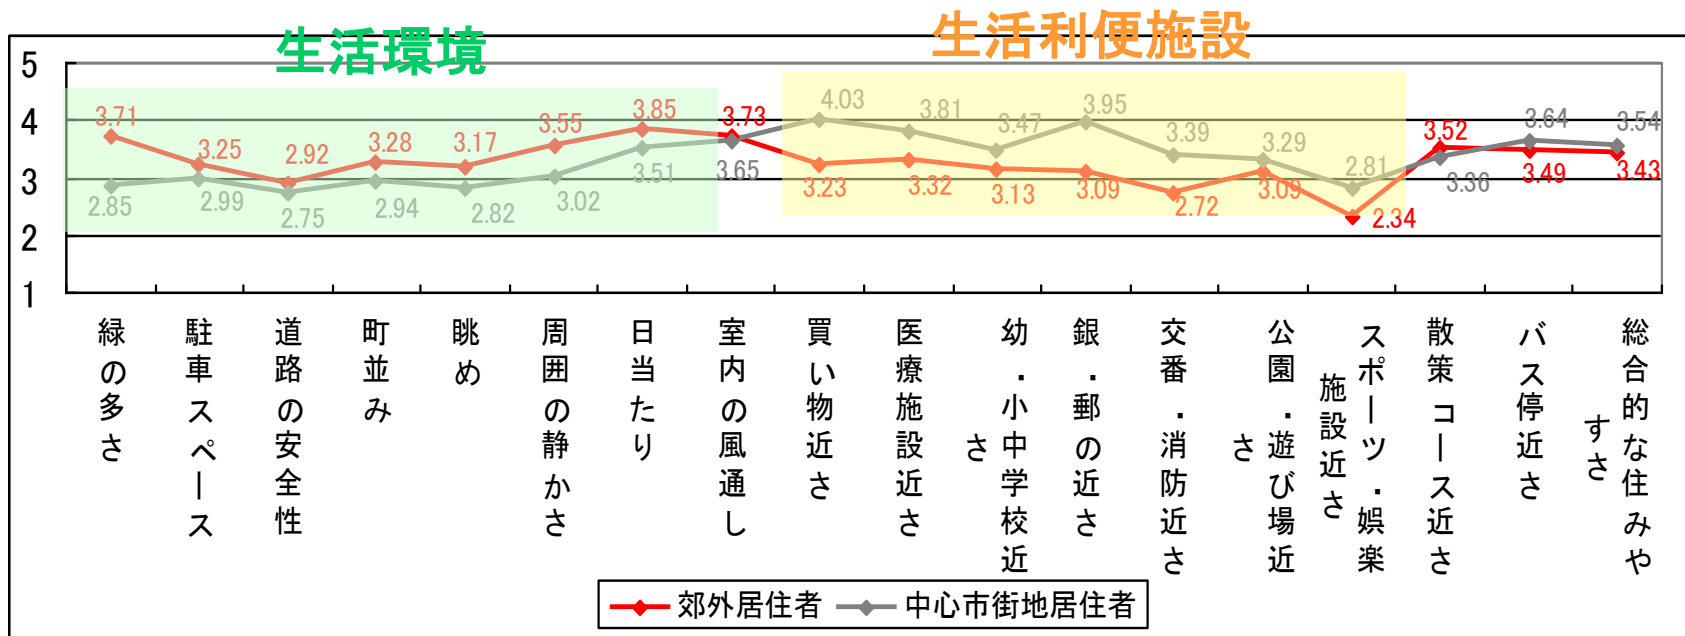 生活環境
生活利便施設
5
4
3
2
1
3.71
3.25
2.92
3.28
3.17
3.55
3.85
3.73
3.23
3.32
3.13
3.09
2.72
3.09
2.34
3.52
3.49
3.43
2.85
2.99
2.75
2.94
2.82
3.02
3.51
3.65
4.03
3.81
3.47
3.95
3.39
3.29
2.81
3.36
3.64
3.54
緑の多さ
駐車スペース
道路の安全性
町並み
眺め
周囲の静かさ
日当たり
室内の風通し
買い物近さ
医療施設近さ
幼・小中学校近
さ
銀・郵の近さ
交番・消防近さ
公園・遊び場近
さ
スポーツ・娯楽
施設近さ
散策コース近さ
バス停近さ
総合的な住みや
すさ
郊外居住者
中心市街地居住者